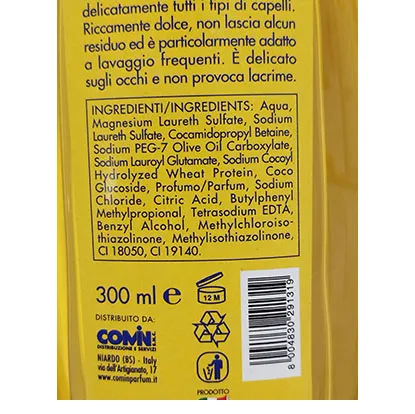 delicatamente tutti i tipi di capelli.
Riccamente dolce, non lascia alcun
residuo ed è particolarmente adatto
a lavaggio frequenti. È delicato
sugli occhi e non provoca lacrime.
INGREDIENTI/INGREDIENTS: Aqua,
Magnesium Laureth Sulfate, Sodium
Laureth Sulfate, Cocamidopropyl Betaine,
Sodium PEG-7 Olive Oil Carboxylate,
Sodium Lauroyl Glutamate, Sodium Cocoyl
Hydrolyzed Wheat Protein, Coco
Glucoside, Profumo/Parfum, Sodium
Chloride, Citric Acid, Butylphenyl
Methylpropional, Tetrasodium EDTA,
Benzyl Alcohol, Methylchloroiso-
thiazolinone, Methylisothiazolinone,
CI 18050, CI 19140.
300 ml e
12 M
8 004830 291319
DISTRIBUITO DA:
COMIN S.N.C.
DISTRIBUZIONE E SERVIZI
NIARDO (BS) - Italy
via dell'Artigianato, 17
www.cominparfum.it
PRODOTTO